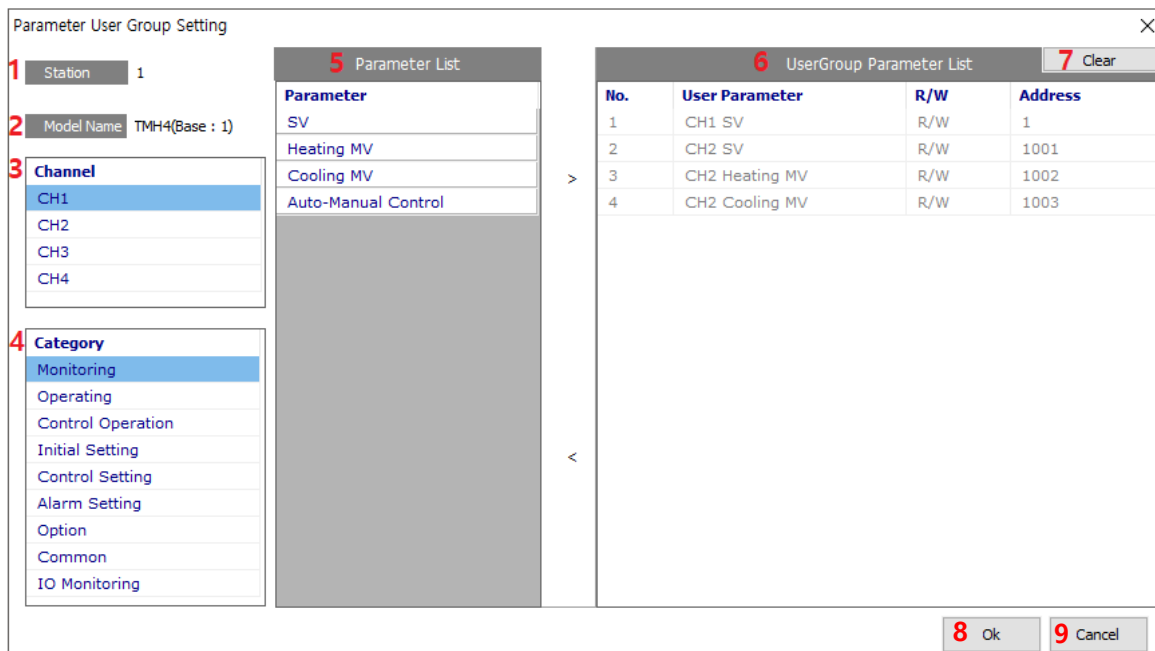 Parameter User Group Setting
1 Station 1
2 Model Name TMH4(Base : 1)
3 Channel
CH1
CH2
CH3
CH4
4 Category
Monitoring
Operating
Control Operation
Initial Setting
Control Setting
Alarm Setting
Option
Common
IO Monitoring
5 Parameter List
Parameter
SV
Heating MV
Cooling MV
Auto-Manual Control
>
<
6 UserGroup Parameter List
7 Clear
No. User Parameter R/W Address
1 CH1 SV R/W 1
2 CH2 SV R/W 1001
3 CH2 Heating MV R/W 1002
4 CH2 Cooling MV R/W 1003
8 Ok
9 Cancel